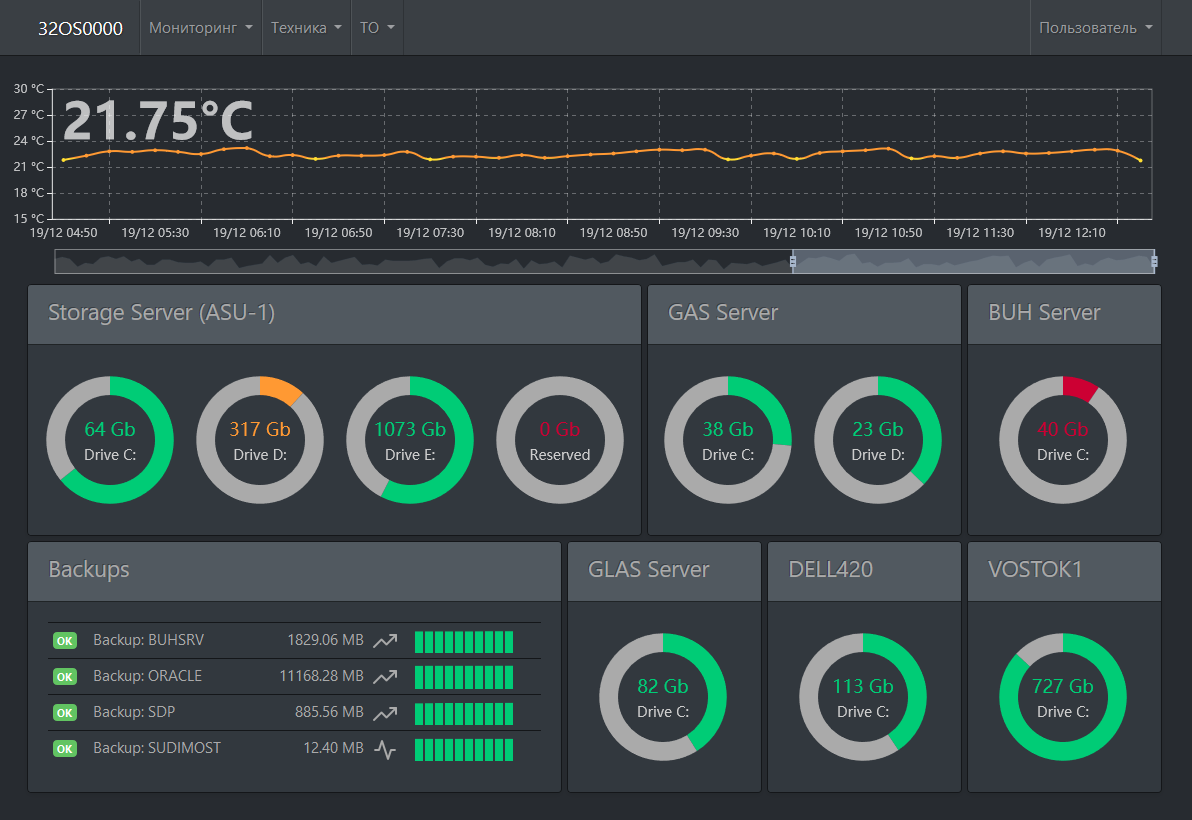 32OS0000 Мониторинг Техника ТО Пользователь
30 °C
27 °C
24 °C
21 °C
18 °C
15 °C
21.75°C
19/12 04:50 19/12 05:30 19/12 06:10 19/12 06:50 19/12 07:30 19/12 08:10 19/12 08:50 19/12 09:30 19/12 10:10 19/12 10:50 19/12 11:30 19/12 12:10
Storage Server (ASU-1)
64 Gb
Drive C:
317 Gb
Drive D:
1073 Gb
Drive E:
0 Gb
Reserved
GAS Server
38 Gb
Drive C:
23 Gb
Drive D:
BUH Server
40 Gb
Drive C:
Backups
OK Backup: BUHSRV 1829.06 MB
OK Backup: ORACLE 11168.28 MB
OK Backup: SDP 885.56 MB
OK Backup: SUDIMOST 12.40 MB
GLAS Server
82 Gb
Drive C:
DELL420
113 Gb
Drive C:
VOSTOK1
727 Gb
Drive C: